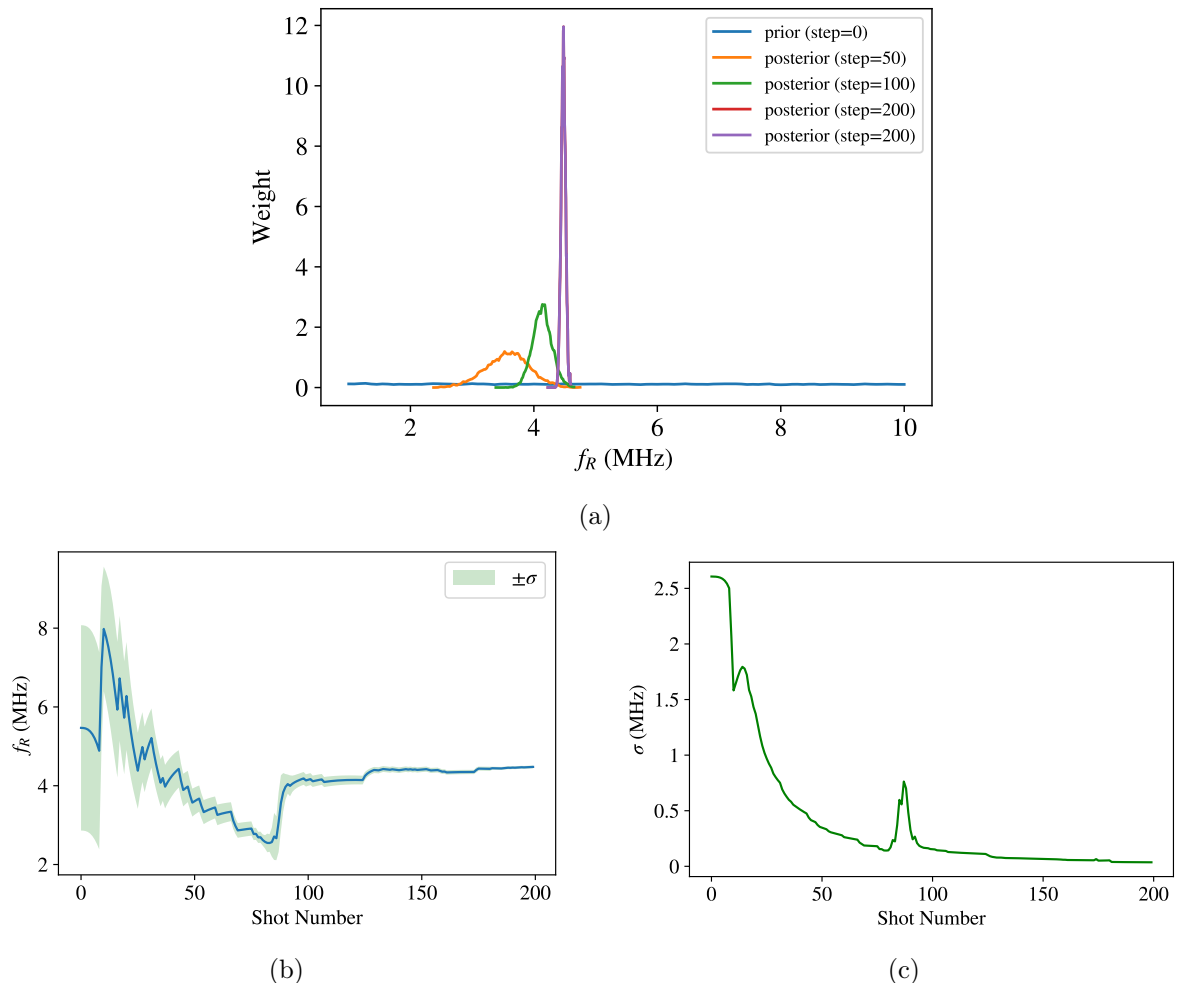 12
10
8
6
4
2
0
Weight
prior (step=0)
posterior (step=50)
posterior (step=100)
posterior (step=200)
posterior (step=200)
2 4 6 8 10
f_R (MHz)
(a)
8
6
4
2
f_R (MHz)
±σ
0 50 100 150 200
Shot Number
(b)
2.5
2
1.5
1
0.5
0
σ (MHz)
0 50 100 150 200
Shot Number
(c)